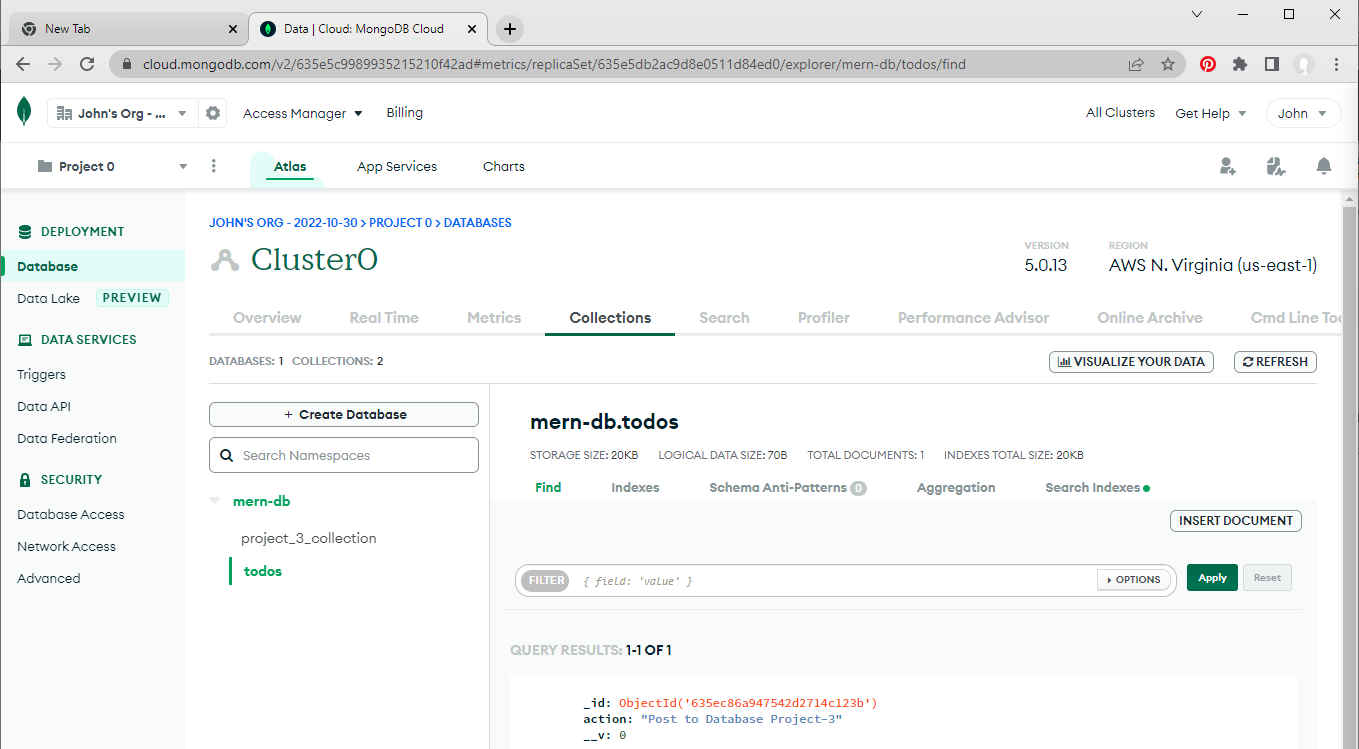 New Tab
Data | Cloud: MongoDB Cloud
cloud.mongodb.com/v2/635e5c9989935215210f42ad#metrics/replicaSet/635e5db2ac9d8e0511d84ed0/explorer/mern-db/todos/find
John's Org - ...
Access Manager
Billing
All Clusters
Get Help
John
Project 0
Atlas
App Services
Charts
DEPLOYMENT
Database
Data Lake PREVIEW
DATA SERVICES
Triggers
Data API
Data Federation
SECURITY
Database Access
Network Access
Advanced
JOHN'S ORG - 2022-10-30 > PROJECT 0 > DATABASES
Cluster0
VERSION
5.0.13
REGION
AWS N. Virginia (us-east-1)
Overview Real Time Metrics Collections Search Profiler Performance Advisor Online Archive Cmd Line
DATABASES: 1 COLLECTIONS: 2
VISUALIZE YOUR DATA
REFRESH
+ Create Database
Search Namespaces
mern-db
project_3_collection
todos
mern-db.todos
STORAGE SIZE: 20KB LOGICAL DATA SIZE: 70B TOTAL DOCUMENTS: 1 INDEXES TOTAL SIZE: 20KB
Find Indexes Schema Anti-Patterns 0 Aggregation Search Indexes
INSERT DOCUMENT
FILTER { field: 'value' } OPTIONS Apply Reset
QUERY RESULTS: 1-1 OF 1
_id: ObjectId('635ec86a947542d2714c123b')
action: "Post to Database Project-3"
__v: 0